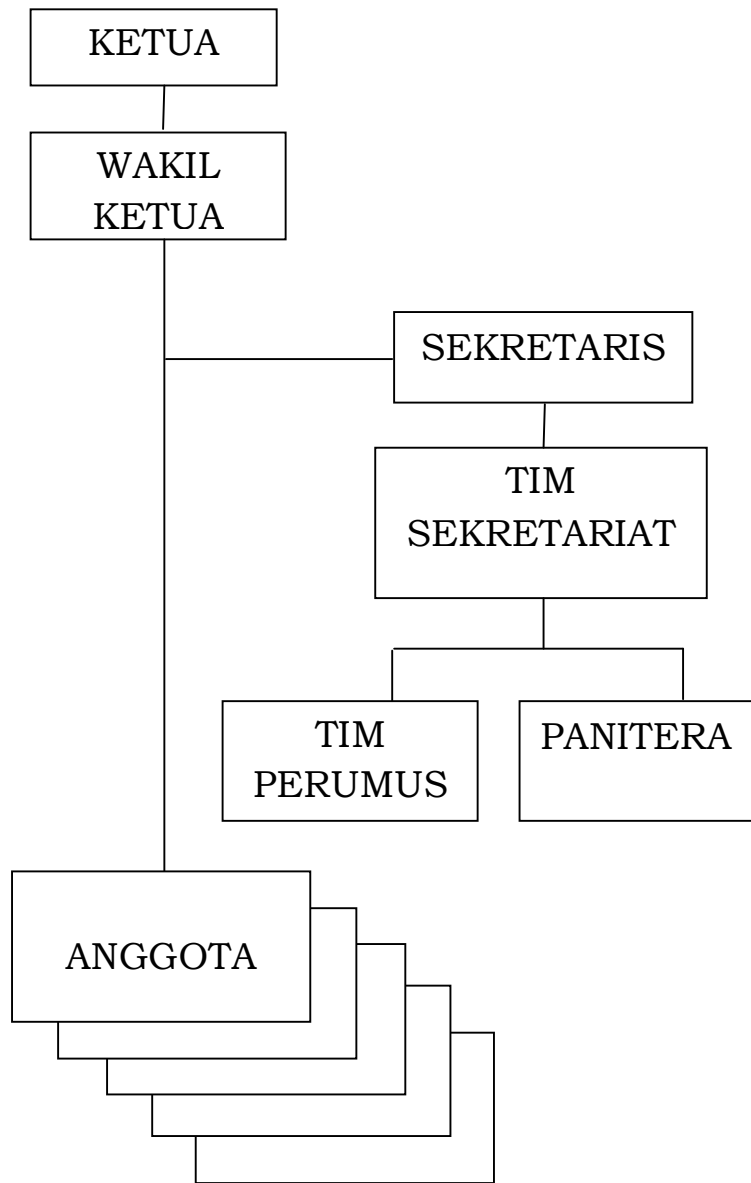 KETUA
WAKIL
KETUA
SEKRETARIS
TIM
SEKRETARIAT
TIM
PERUMUS
PANITERA
ANGGOTA